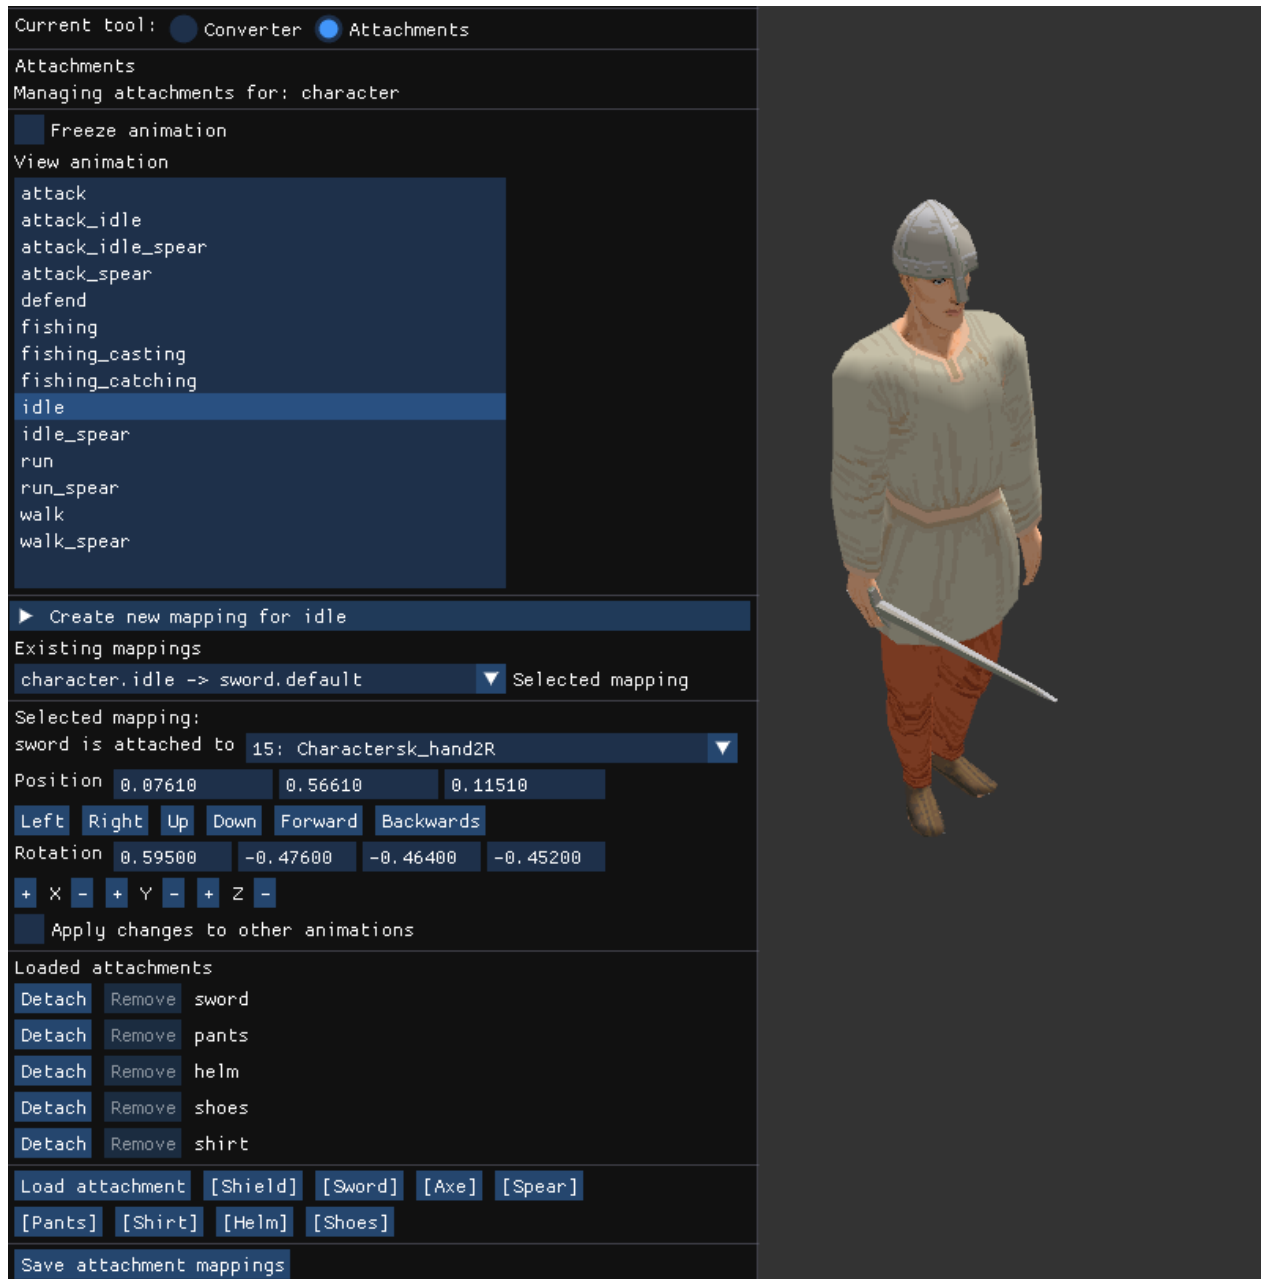 Current tool: Converter Attachments
Attachments
Managing attachments for: character
Freeze animation
View animation
attack
attack_idle
attack_idle_spear
attack_spear
defend
fishing
fishing_casting
fishing_catching
idle
idle_spear
run
run_spear
walk
walk_spear
Create new mapping for idle
Existing mappings
character.idle -> sword.default Selected mapping
Selected mapping:
sword is attached to 15: Charactersk_hand2R
Position 0.07610 0.56610 0.11510
Left Right Up Down Forward Backwards
Rotation 0.59500 -0.47600 -0.46400 -0.45200
+ X - + Y - + Z -
Apply changes to other animations
Loaded attachments
Detach Remove sword
Detach Remove pants
Detach Remove helm
Detach Remove shoes
Detach Remove shirt
Load attachment [Shield] [Sword] [Axe] [Spear]
[Pants] [Shirt] [Helm] [Shoes]
Save attachment mappings